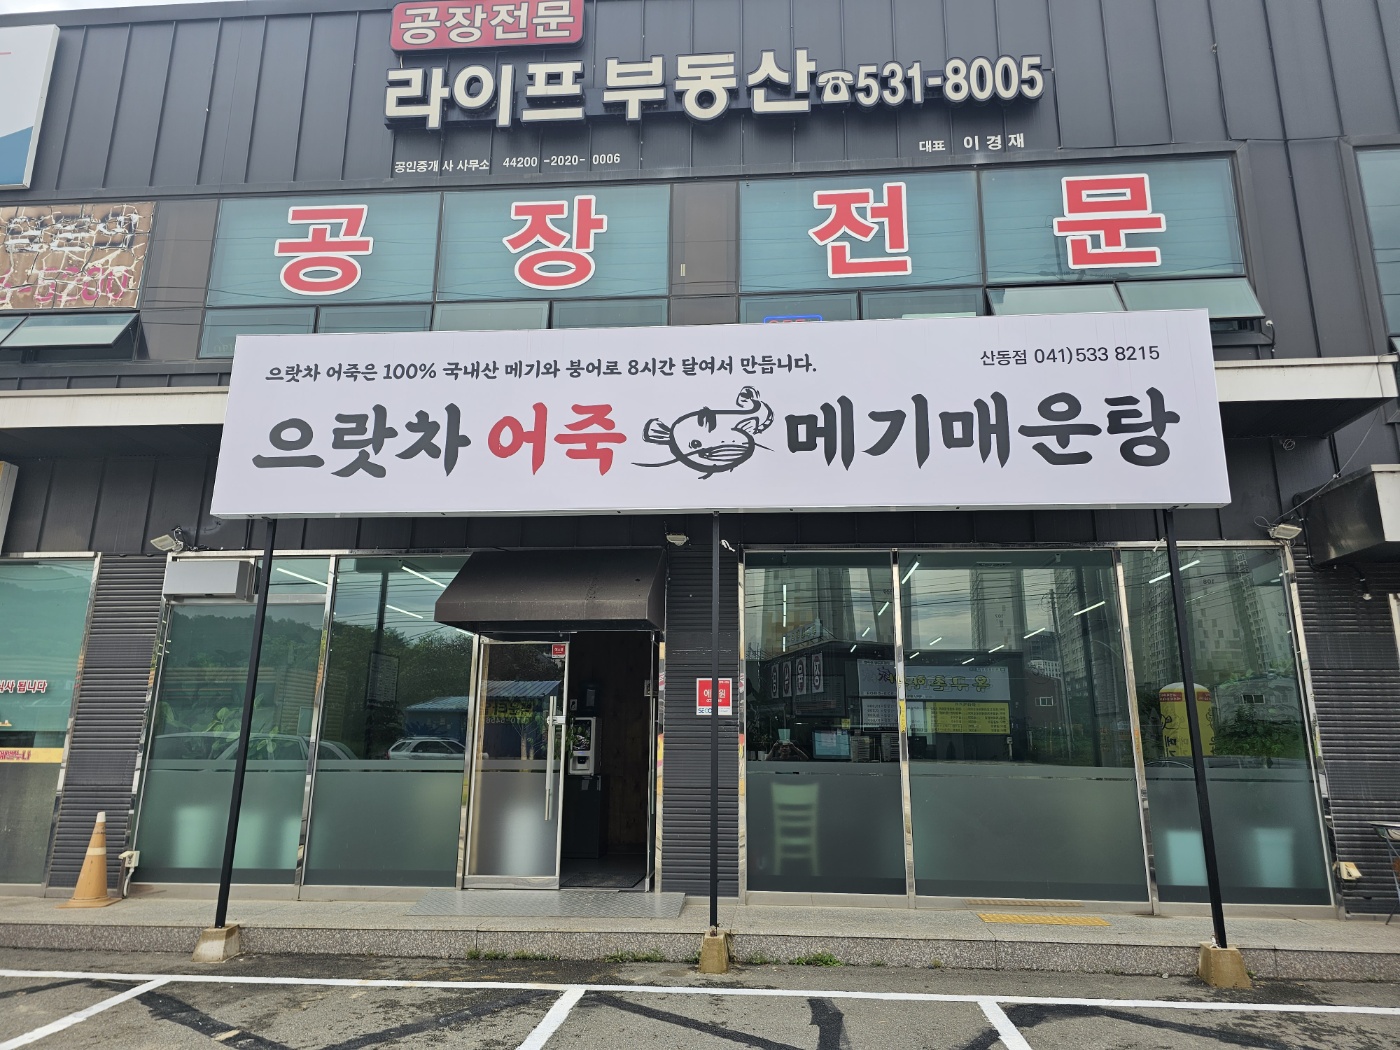 공장전문
라이프 부동산☎531-8005
공인중개사 사무소 44200-2020-0006
대표 이경재
공장전문
으랏차 어죽은 100% 국내산 메기와 붕어로 8시간 달여서 만듭니다.
산동점 041)533 8215
으랏차 어죽 메기매운탕
됩니다